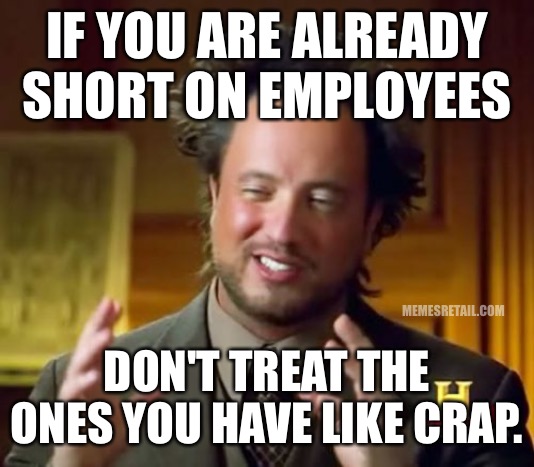 IF YOU ARE ALREADY
SHORT ON EMPLOYEES
MEMESRETAIL.COM
DON'T TREAT THE
H
ONES YOU HAVE LIKE CRAP.